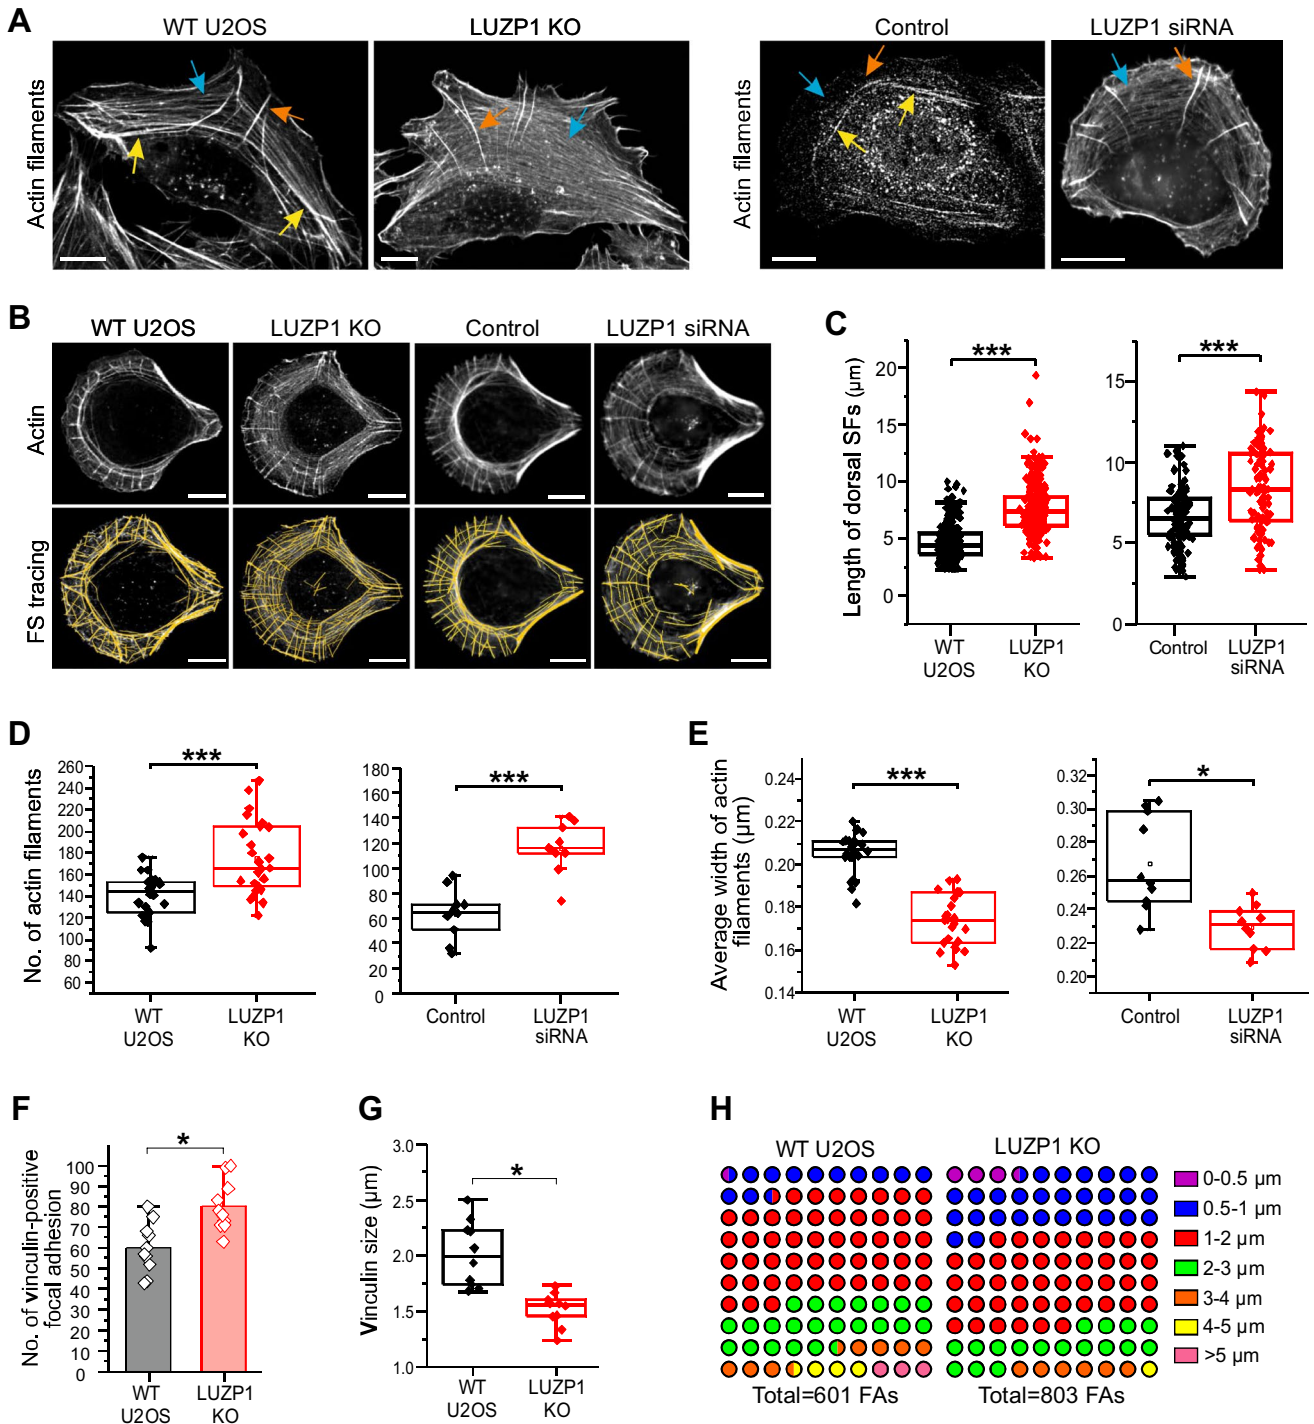 A
WT U2OS
LUZP1 KO
Control
LUZP1 siRNA
Actin filaments
Actin filaments
B
WT U2OS
LUZP1 KO
Control
LUZP1 siRNA
Actin
FS tracing
C
Length of dorsal SFs (µm)
20
15
10
5
0
***
WT
U2OS
LUZP1
KO
15
10
5
0
***
Control
LUZP1
siRNA
D
No. of actin filaments
260
240
220
200
180
160
140
120
100
80
60
***
WT
U2OS
LUZP1
KO
180
160
140
120
100
80
60
40
20
0
***
Control
LUZP1
siRNA
E
Average width of actin
filaments (µm)
0.24
0.22
0.20
0.18
0.16
0.14
***
WT
U2OS
LUZP1
KO
0.32
0.30
0.28
0.26
0.24
0.22
0.20
*
Control
LUZP1
siRNA
F
No. of vinculin-positive
focal adhesion
100
90
80
70
60
50
40
30
20
10
0
*
WT
U2OS
LUZP1
KO
G
Vinculin size (µm)
3.0
2.5
2.0
1.5
1.0
*
WT
U2OS
LUZP1
KO
H
WT U2OS
LUZP1 KO
0-0.5 µm
0.5-1 µm
1-2 µm
2-3 µm
3-4 µm
4-5 µm
>5 µm
Total=601 FAs
Total=803 FAs